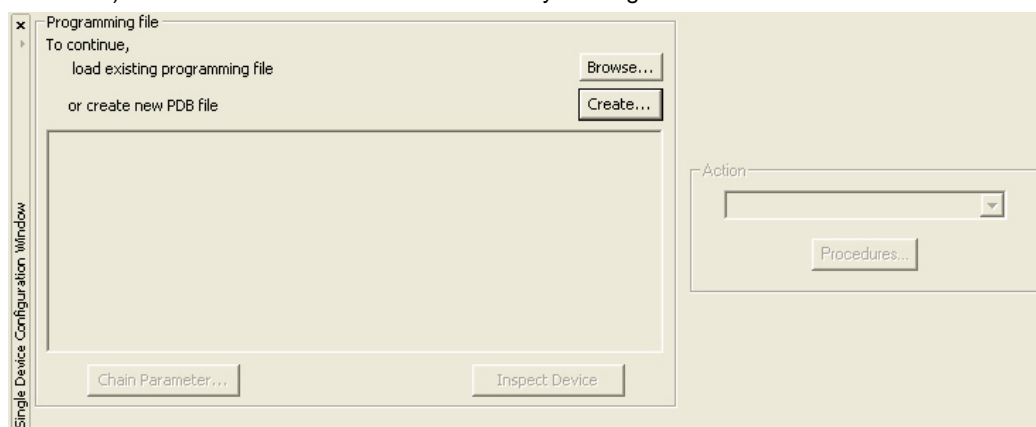 Programming file
To continue,
load existing programming file
Browse...
or create new PDB file
Create...
Action
Procedures...
Chain Parameter...
Inspect Device
Single Device Configuration Window